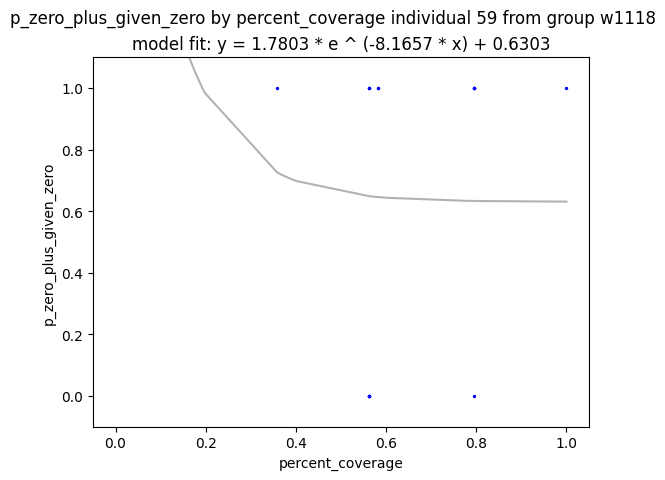 p_zero_plus_given_zero by percent_coverage individual 59 from group w1118
model fit: y = 1.7803 * e ^ (-8.1657 * x) + 0.6303
1.0
0.8
0.6
0.4
0.2
0.0
p_zero_plus_given_zero
0.0 0.2 0.4 0.6 0.8 1.0
percent_coverage